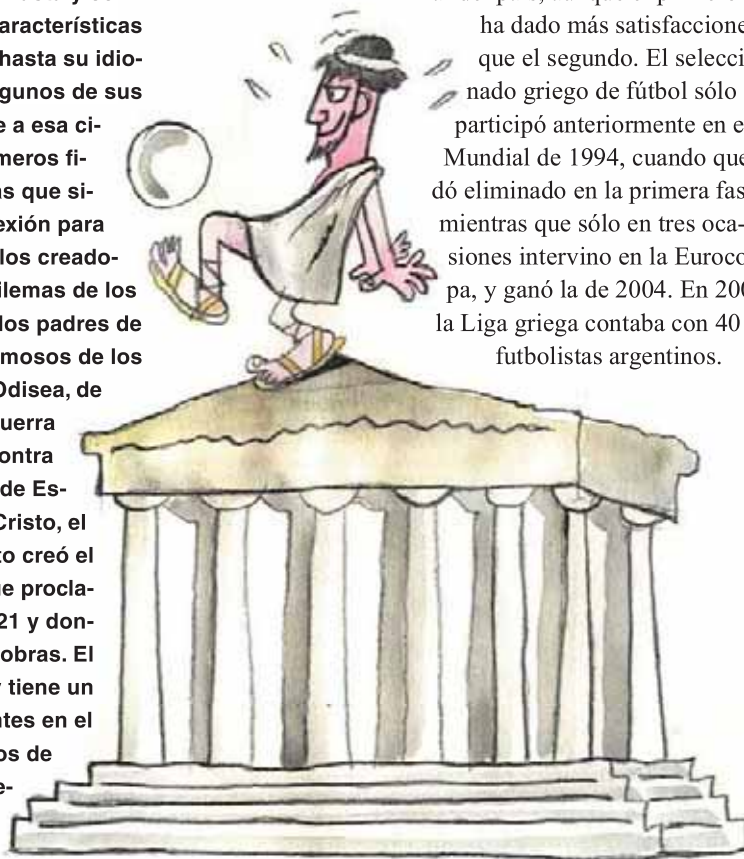 aracterísticas
hasta su idio-
gunos de sus
e a esa ci-
meros fi-
as que si-
exión para
los creado-
ilemas de los
los padres de
mosos de los
Odisea, de
uerra
ontra
de Es-
Cristo, el
to creó el
ue procla-
21 y don-
obras. El
y tiene un
ntes en el
os de
e-
ha dado más satisfaccione
que el segundo. El selecci
nado griego de fútbol sólo
participó anteriormente en e
Mundial de 1994, cuando que
dó eliminado en la primera fas
mientras que sólo en tres oca-
siones intervino en la Euroco
pa, y ganó la de 2004. En 200
la Liga griega contaba con 40
futbolistas argentinos.